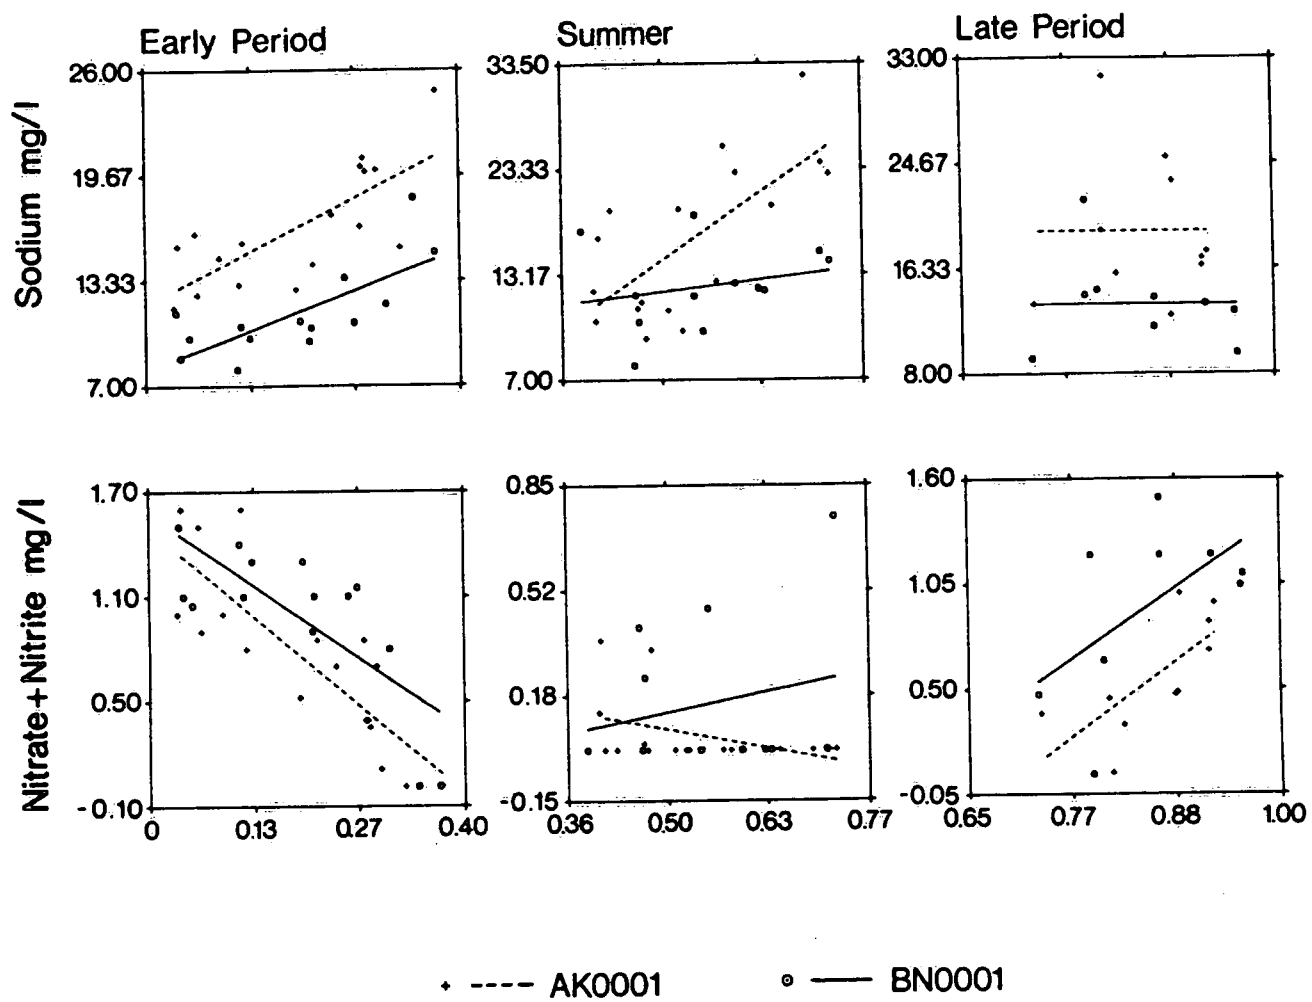 Early Period
Summer
Late Period
Sodium mg/l
26.00
19.67
13.33
7.00
33.50
23.33
13.17
7.00
33.00
24.67
16.33
8.00
Nitrate+Nitrite mg/l
1.70
1.10
0.50
-0.10
0.85
0.52
0.18
-0.15
1.60
1.05
0.50
-0.05
0 0.13 0.27 0.40
0.36 0.50 0.63 0.77
0.65 0.77 0.88 1.00
AK0001
BN0001